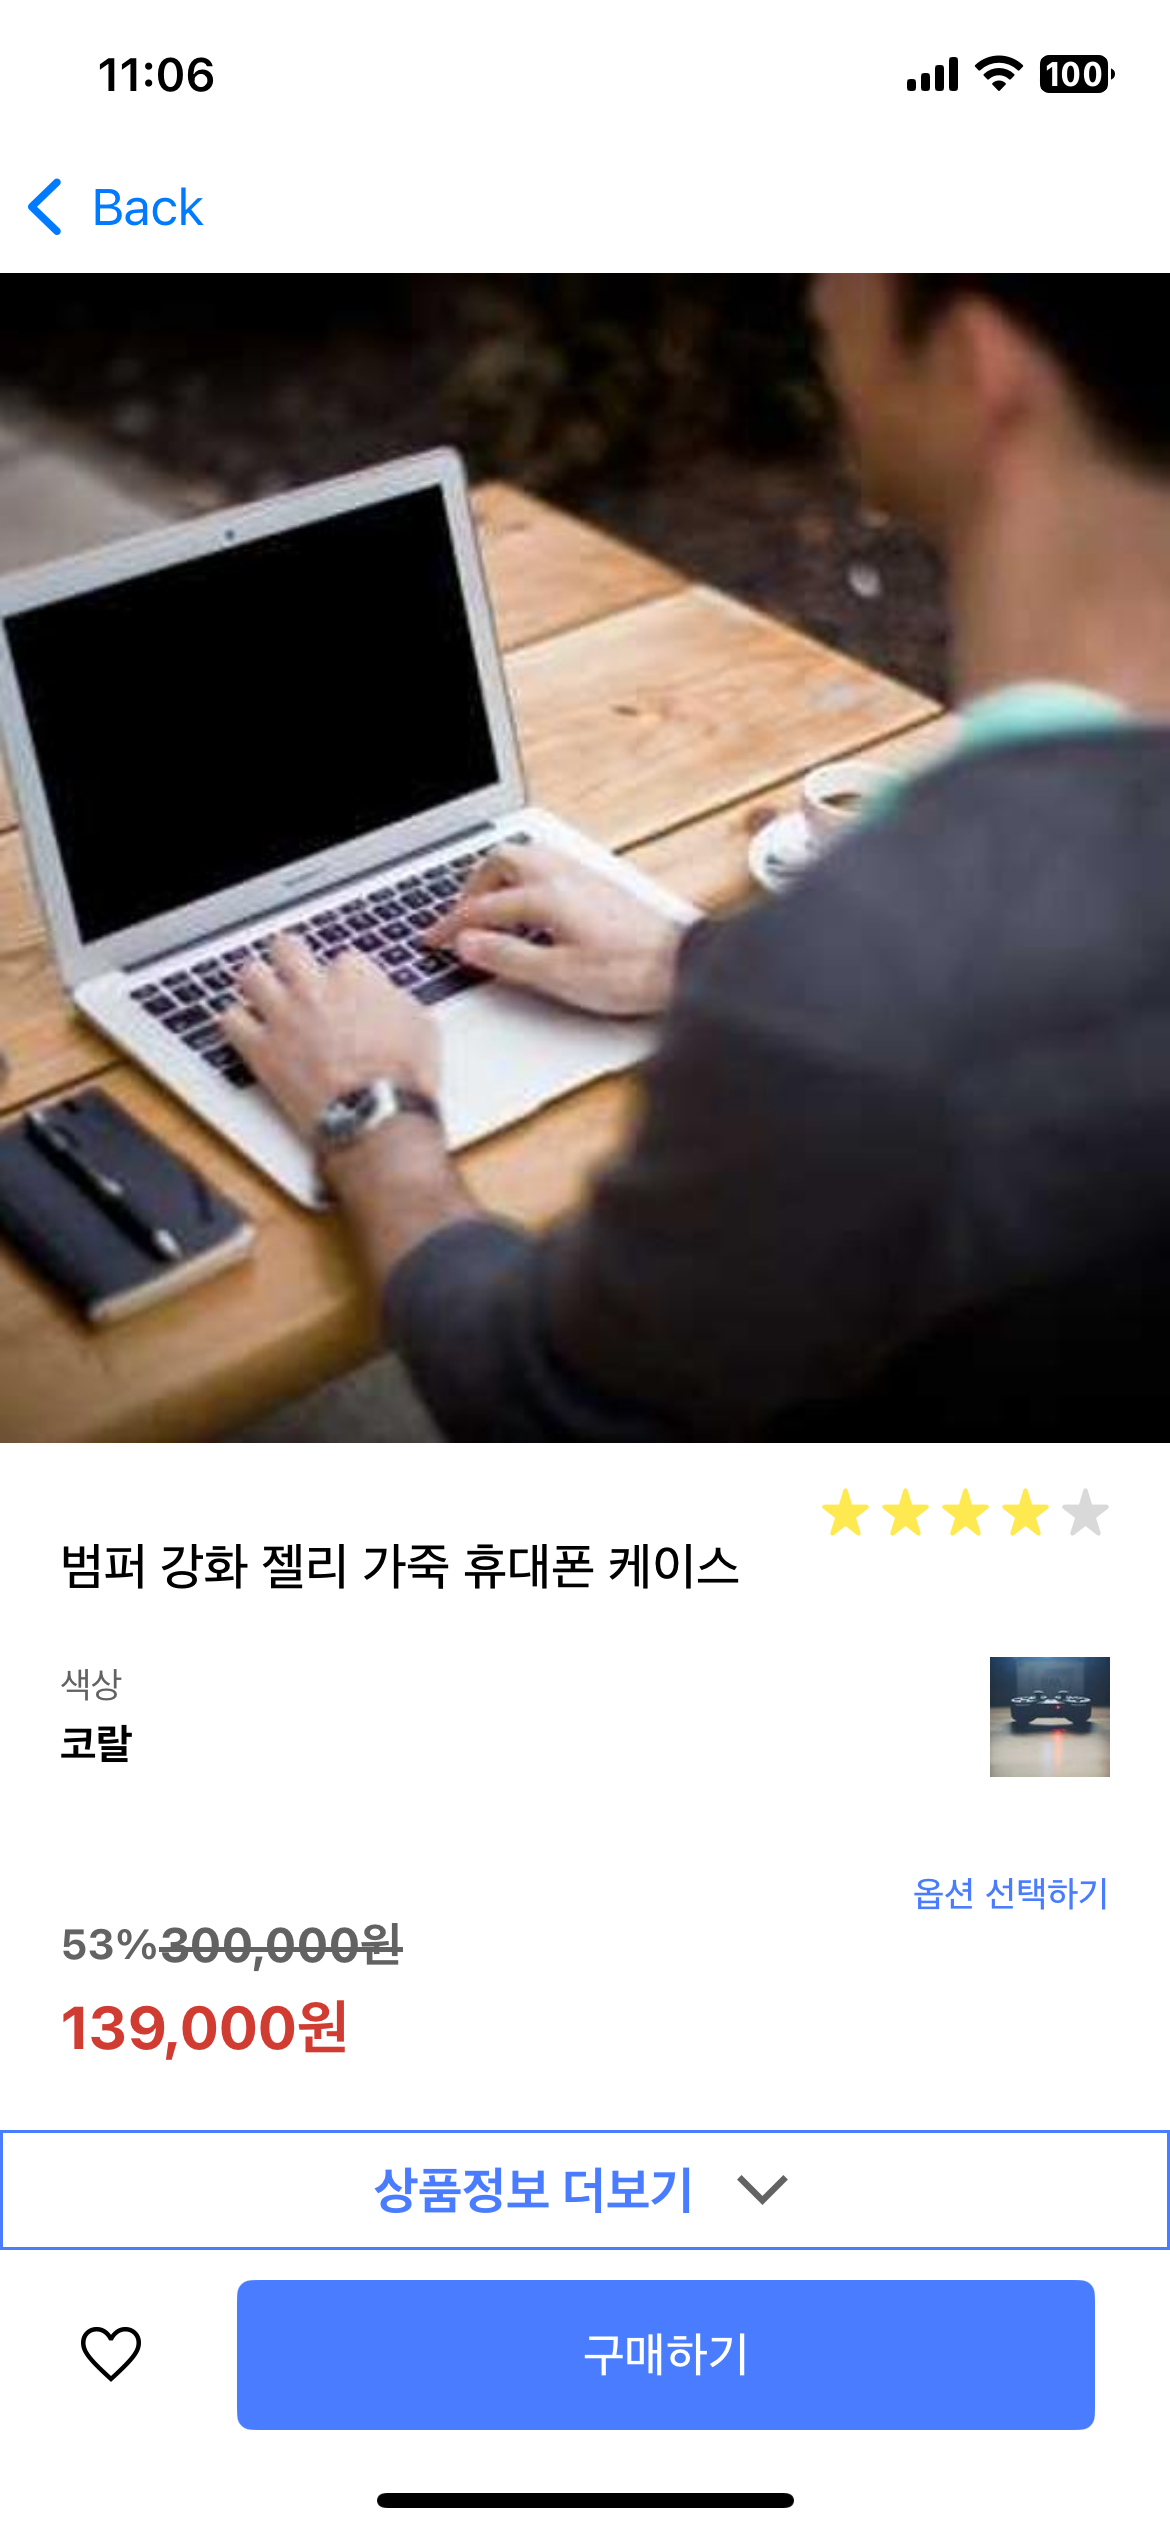 11:06
100
Back
범퍼 강화 젤리 가죽 휴대폰 케이스
색상
코랄
옵션 선택하기
53%300,000원
139,000원
상품정보 더보기
구매하기